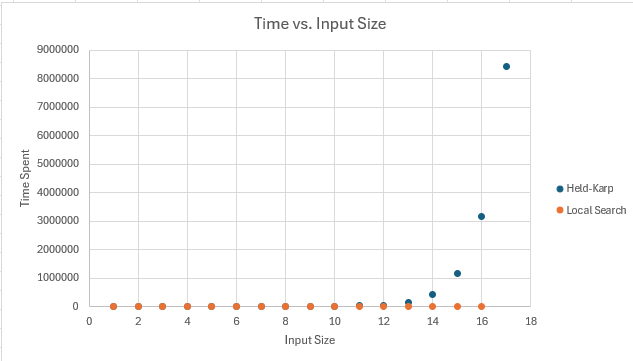 Time vs. Input Size
9000000
8000000
7000000
6000000
5000000
4000000
3000000
2000000
1000000
0
Time Spent
0 2 4 6 8 10 12 14 16 18
Input Size
Held-Karp
Local Search